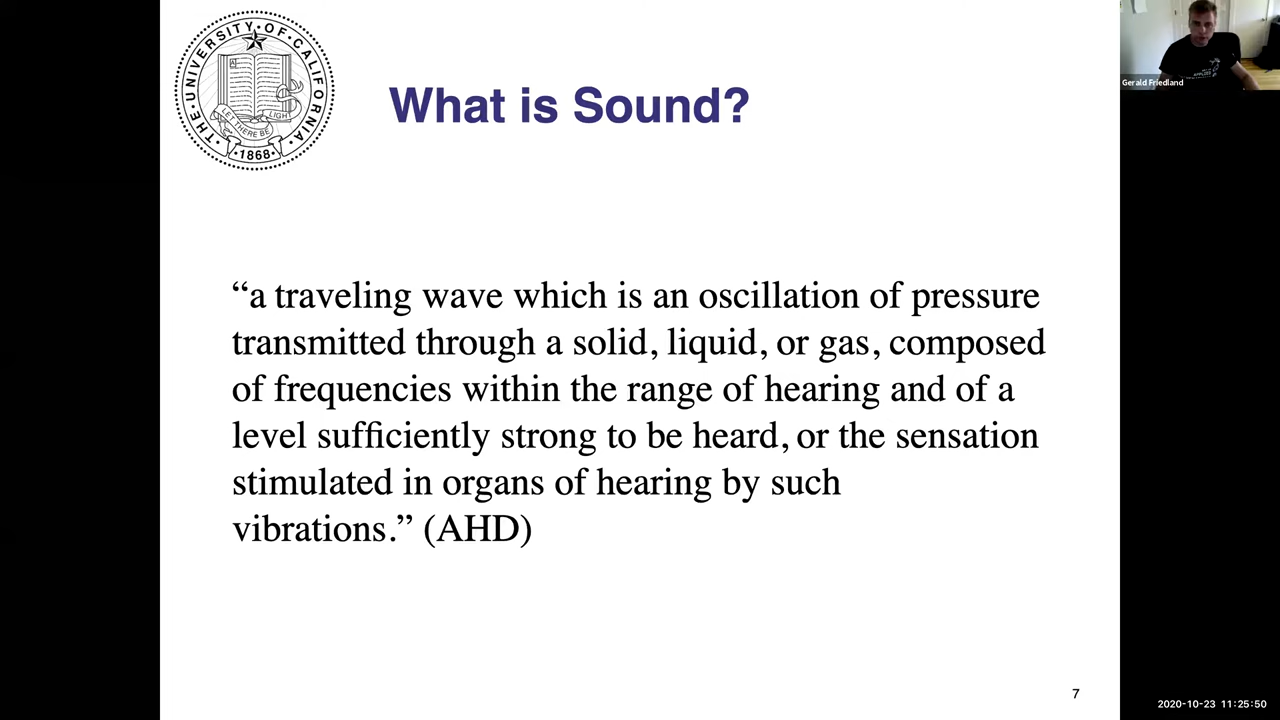 THE·UNIVERSITY·OF·CALIFORNIA·
LET THERE BE LIGHT
·1868·
What is Sound?
“a traveling wave which is an oscillation of pressure
transmitted through a solid, liquid, or gas, composed
of frequencies within the range of hearing and of a
level sufficiently strong to be heard, or the sensation
stimulated in organs of hearing by such
vibrations.” (AHD)
7
Gerald Friedland
2020-10-23 11:25:50